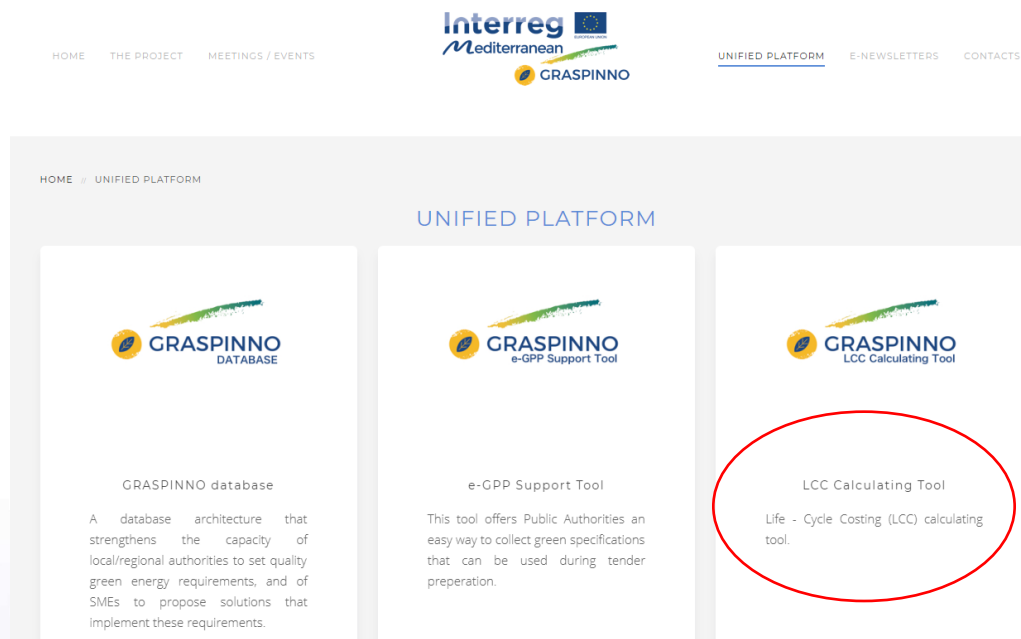 Interreg
EUROPEAN UNION
Mediterranean
GRASPINNO
HOME THE PROJECT MEETINGS / EVENTS UNIFIED PLATFORM E-NEWSLETTERS CONTACTS
HOME // UNIFIED PLATFORM
UNIFIED PLATFORM
GRASPINNO
DATABASE
GRASPINNO database
A database architecture that
strengthens the capacity of
local/regional authorities to set quality
green energy requirements, and of
SMEs to propose solutions that
implement these requirements.
GRASPINNO
e-GPP Support Tool
e-GPP Support Tool
This tool offers Public Authorities an
easy way to collect green specifications
that can be used during tender
preperation.
GRASPINNO
LCC Calculating Tool
LCC Calculating Tool
Life - Cycle Costing (LCC) calculating
tool.